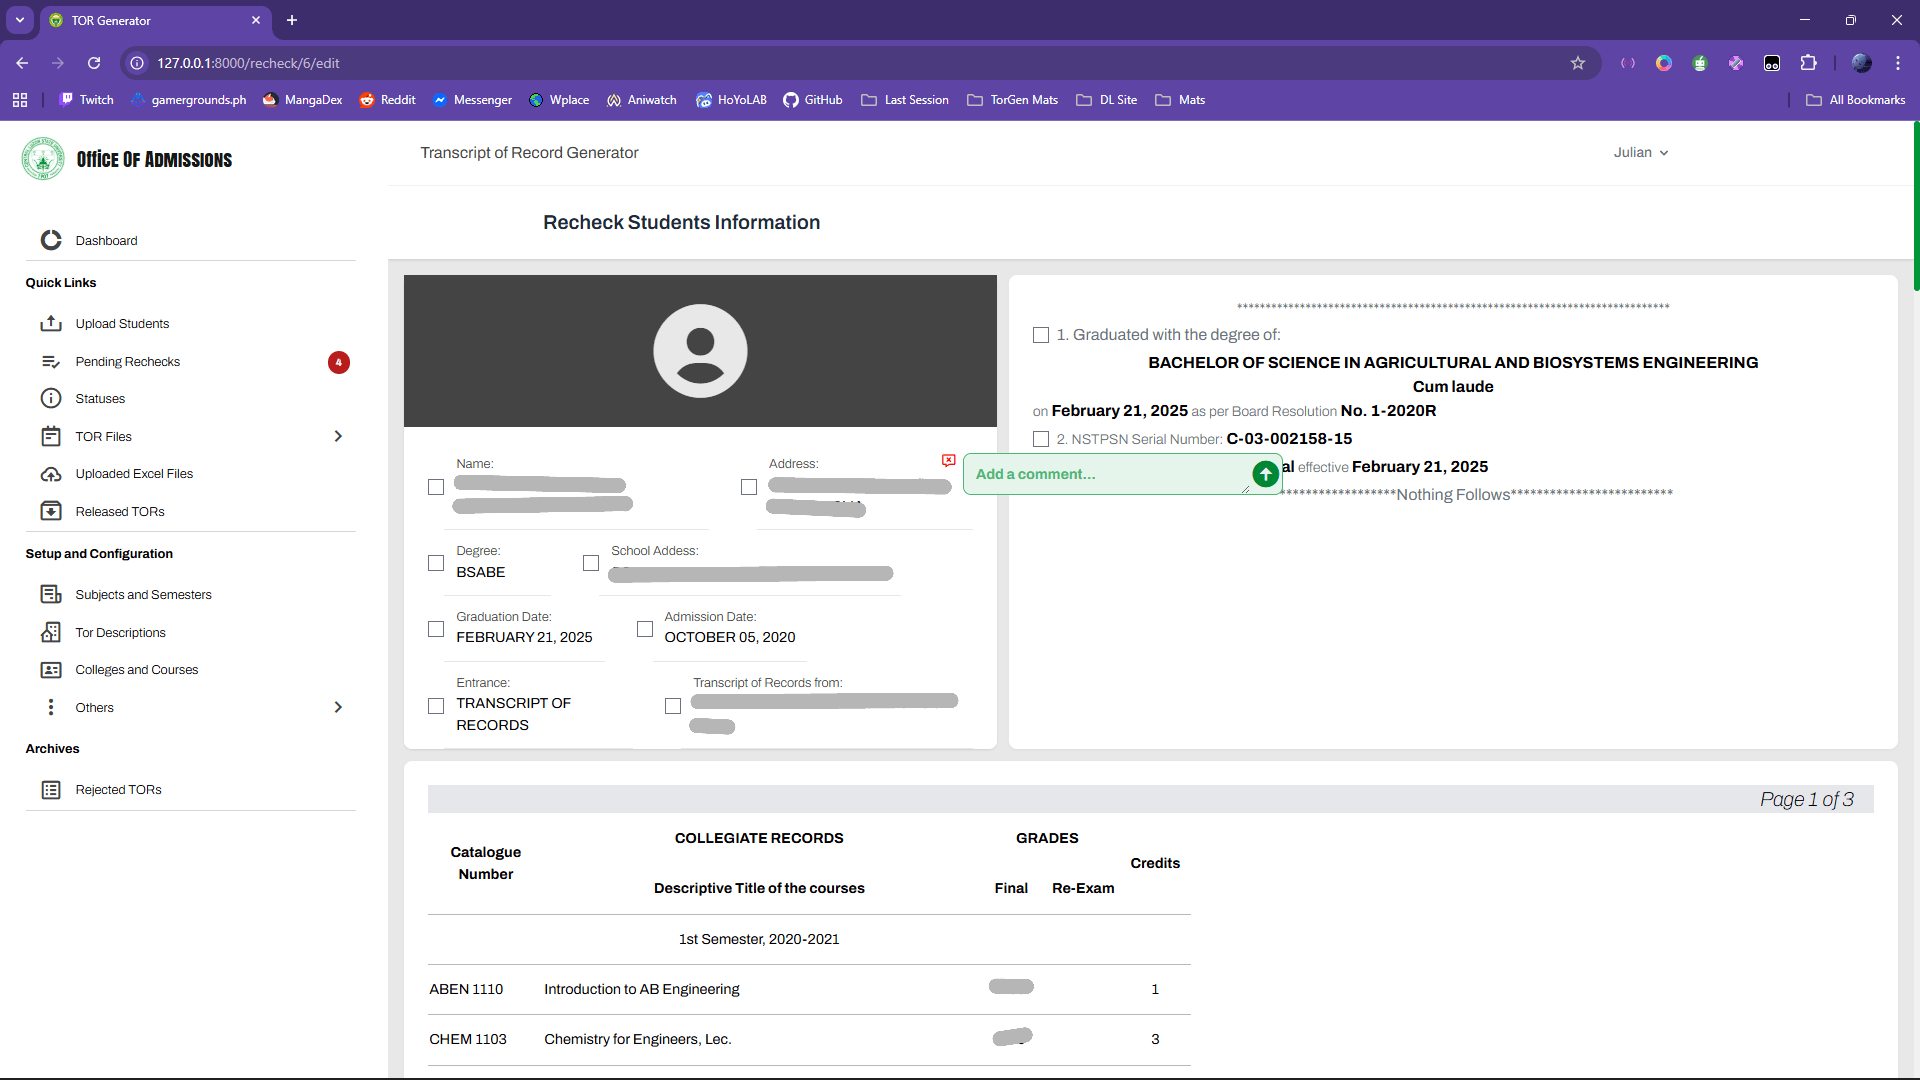 TOR Generator
127.0.0.1:8000/recheck/6/edit
Twitch
gamergrounds.ph
MangaDex
Reddit
Messenger
Wplace
Aniwatch
HoYoLAB
GitHub
Last Session
TorGen Mats
DL Site
Mats
All Bookmarks
Office Of Admissions
Transcript of Record Generator
Julian
Recheck Students Information
Dashboard
Quick Links
Upload Students
Pending Rechecks
4
Statuses
TOR Files
Uploaded Excel Files
Released TORs
Setup and Configuration
Subjects and Semesters
Tor Descriptions
Colleges and Courses
Others
Archives
Rejected TORs
Name:
Address:
Degree:
BSABE
School Addess:
Graduation Date:
FEBRUARY 21, 2025
Admission Date:
OCTOBER 05, 2020
Entrance:
TRANSCRIPT OF
RECORDS
Transcript of Records from:
1. Graduated with the degree of:
BACHELOR OF SCIENCE IN AGRICULTURAL AND BIOSYSTEMS ENGINEERING
Cum laude
on February 21, 2025 as per Board Resolution No. 1-2020R
2. NSTPSN Serial Number: C-03-002158-15
Add a comment...
effective February 21, 2025
Nothing Follows
Page 1 of 3
Catalogue
Number
COLLEGIATE RECORDS
Descriptive Title of the courses
GRADES
Final Re-Exam
Credits
1st Semester, 2020-2021
ABEN 1110 Introduction to AB Engineering 1
CHEM 1103 Chemistry for Engineers, Lec. 3